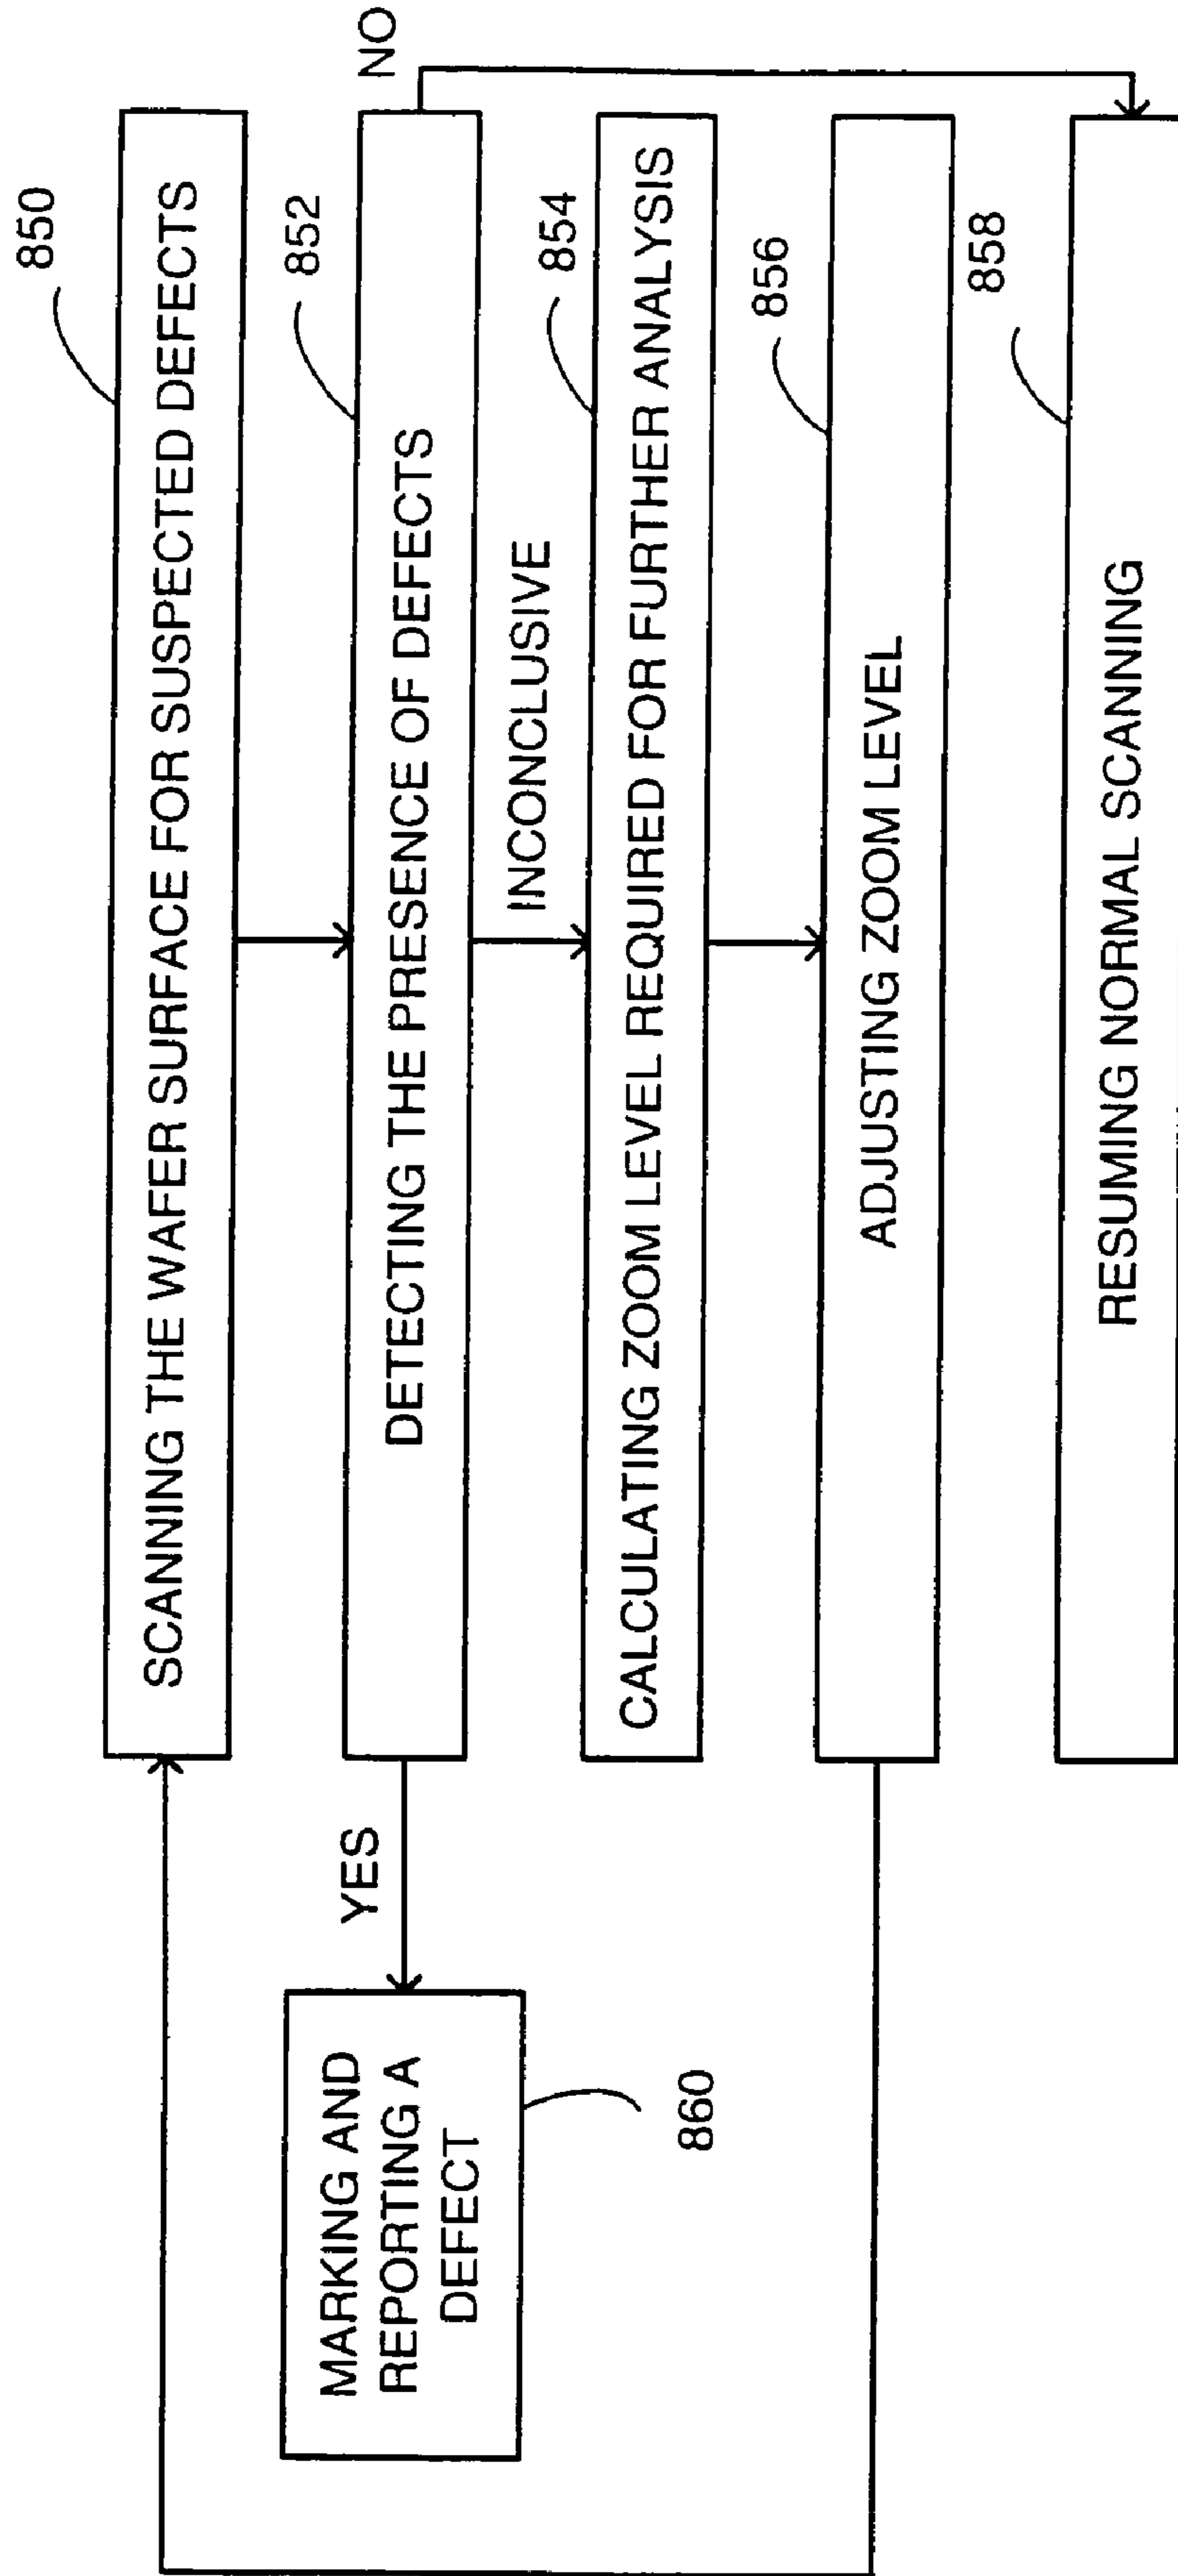 850
SCANNING THE WAFER SURFACE FOR SUSPECTED DEFECTS
852
NO
DETECTING THE PRESENCE OF DEFECTS
YES
MARKING AND
REPORTING A
DEFECT
860
INCONCLUSIVE
854
CALCULATING ZOOM LEVEL REQUIRED FOR FURTHER ANALYSIS
856
ADJUSTING ZOOM LEVEL
858
RESUMING NORMAL SCANNING